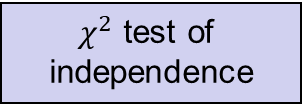 χ² test of
independence